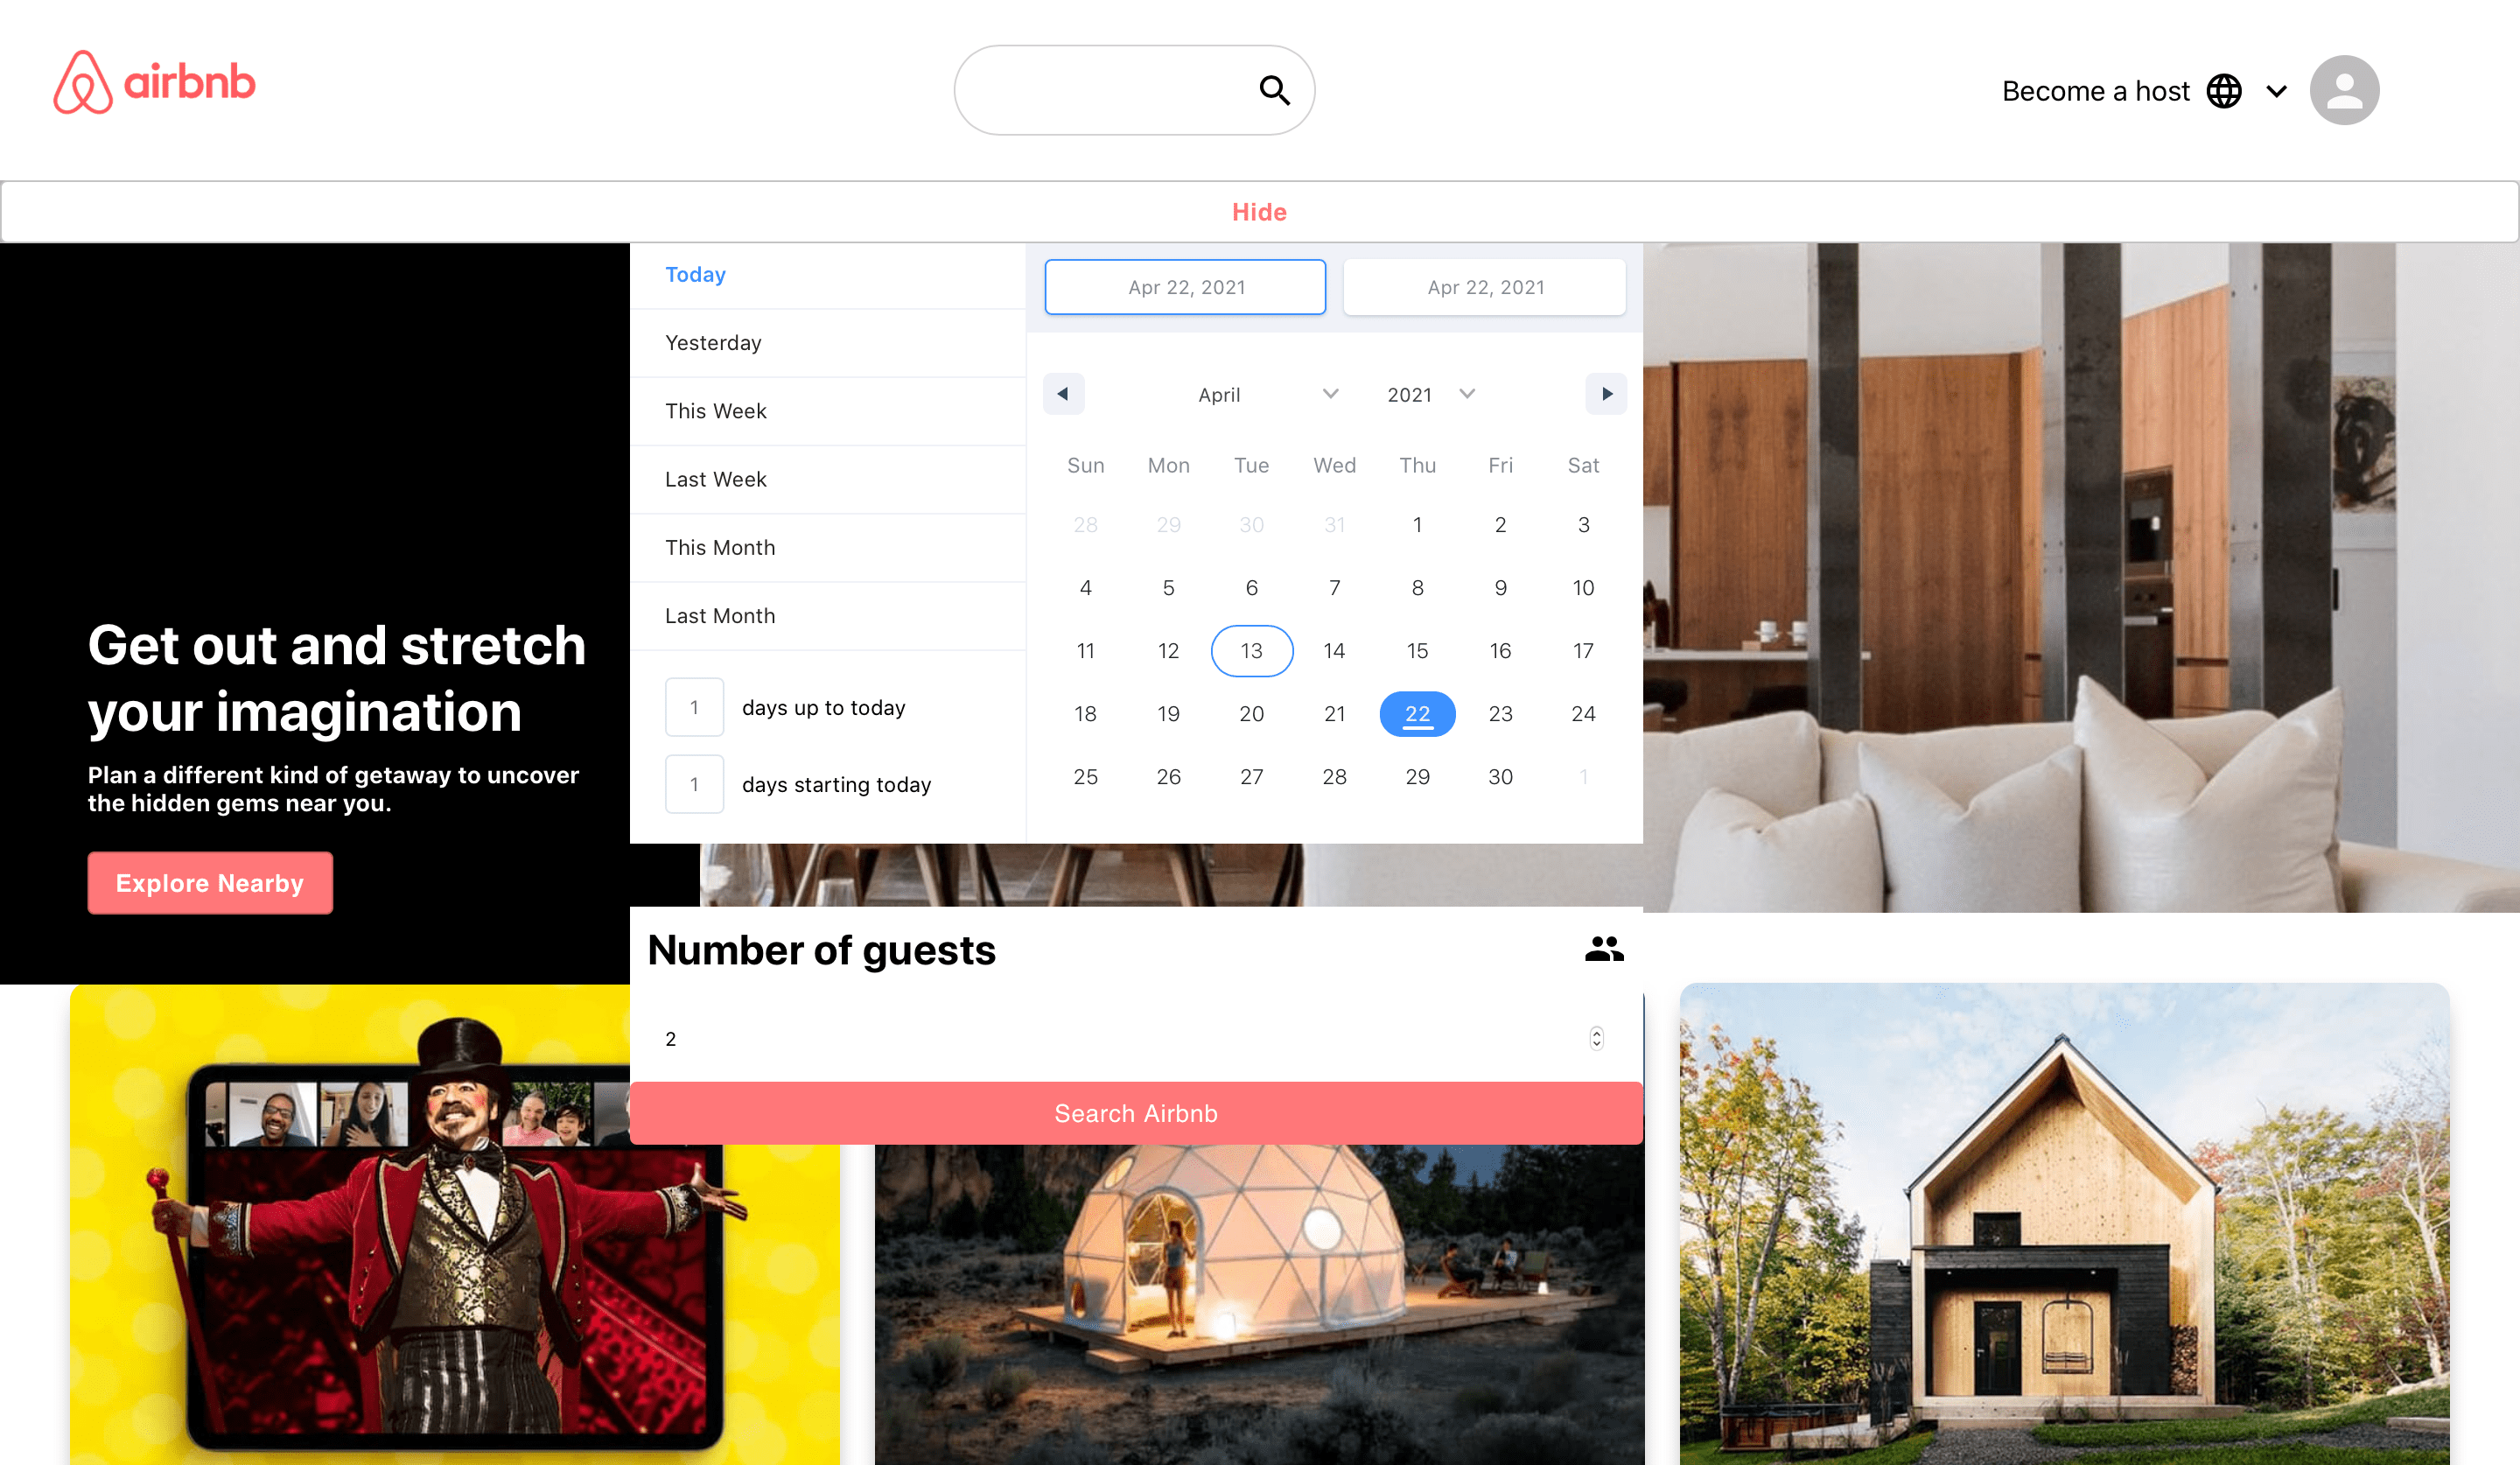 airbnb
Become a host
Hide
Today
Yesterday
This Week
Last Week
This Month
Last Month
1 days up to today
1 days starting today
Apr 22, 2021 Apr 22, 2021
April 2021
Sun Mon Tue Wed Thu Fri Sat
28 29 30 31 1 2 3
4 5 6 7 8 9 10
11 12 13 14 15 16 17
18 19 20 21 22 23 24
25 26 27 28 29 30 1
Get out and stretch
your imagination
Plan a different kind of getaway to uncover
the hidden gems near you.
Explore Nearby
Number of guests
2
Search Airbnb